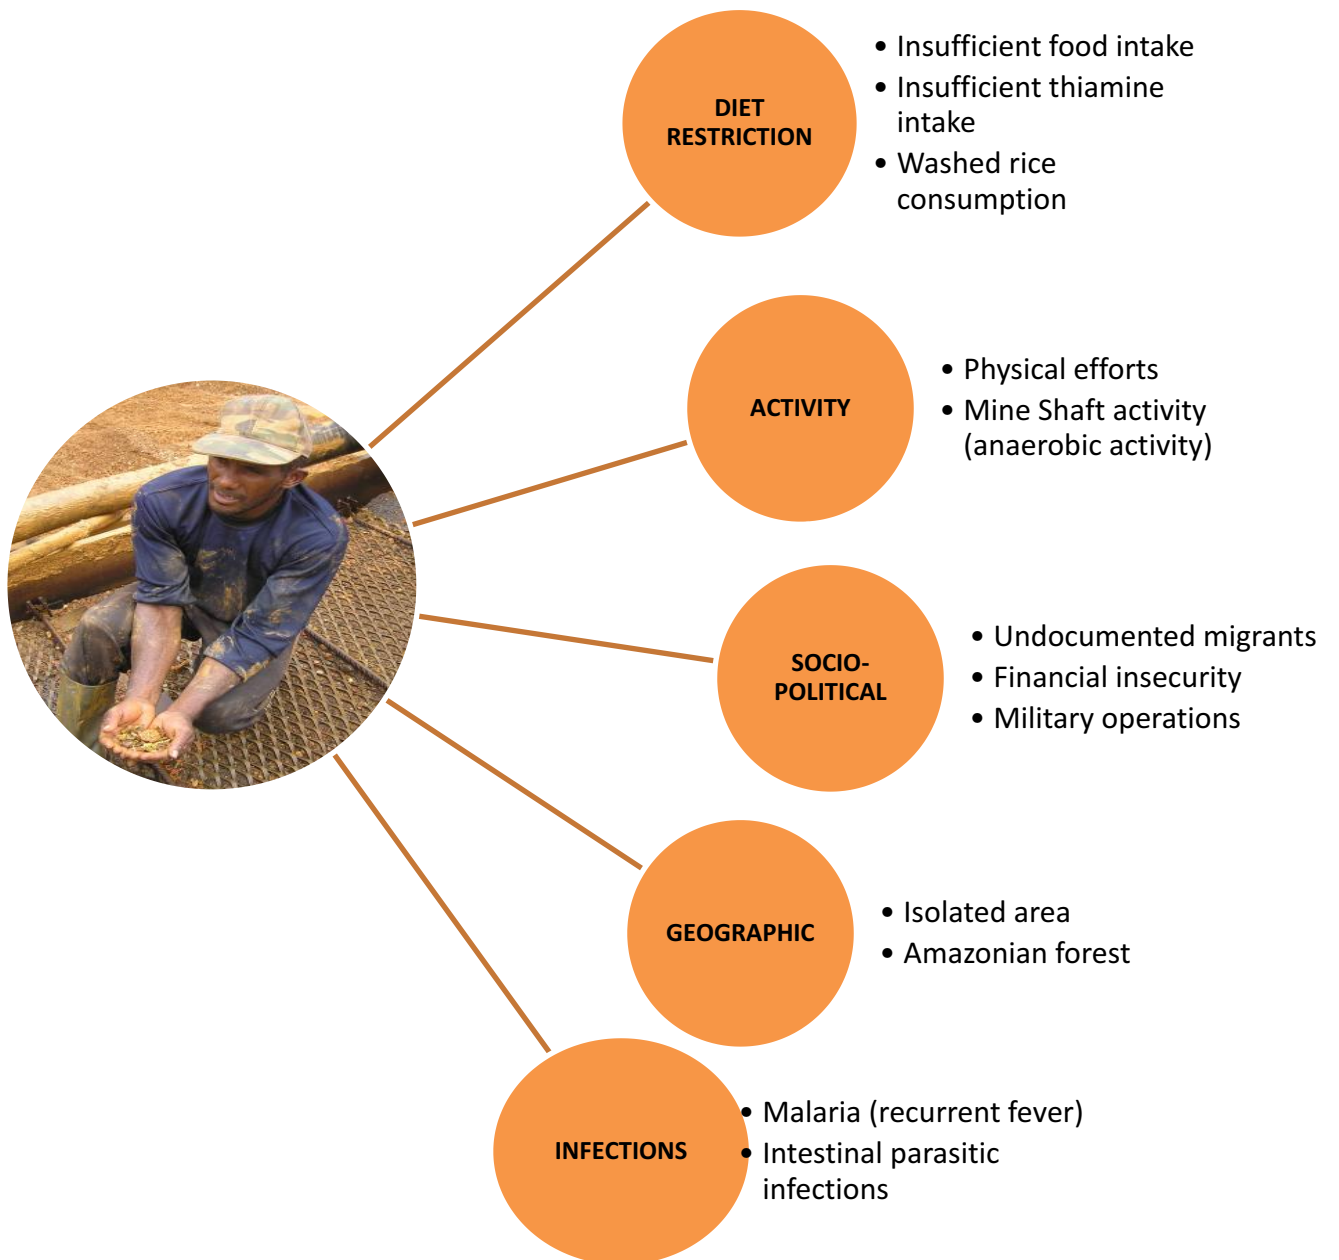 DIET
RESTRICTION
• Insufficient food intake
• Insufficient thiamine
intake
• Washed rice
consumption
ACTIVITY
• Physical efforts
• Mine Shaft activity
(anaerobic activity)
SOCIO-
POLITICAL
• Undocumented migrants
• Financial insecurity
• Military operations
GEOGRAPHIC
• Isolated area
• Amazonian forest
INFECTIONS
• Malaria (recurrent fever)
• Intestinal parasitic
infections